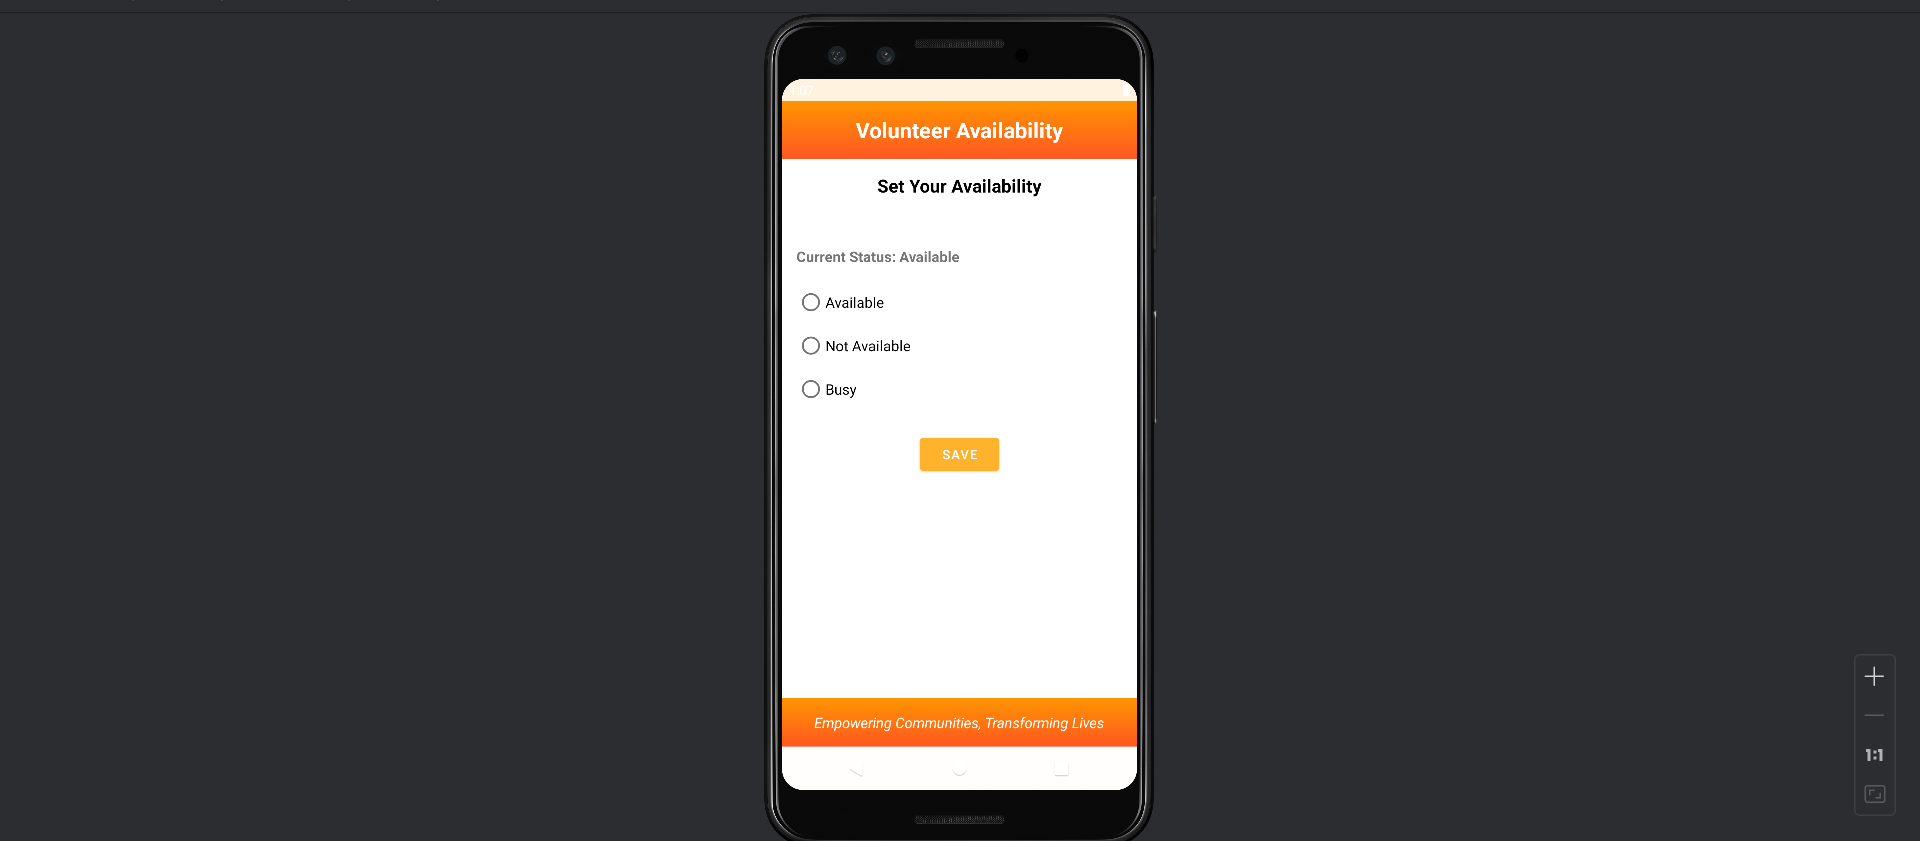 Volunteer Availability
Set Your Availability
Current Status: Available
Available
Not Available
Busy
SAVE
Empowering Communities, Transforming Lives
1:1